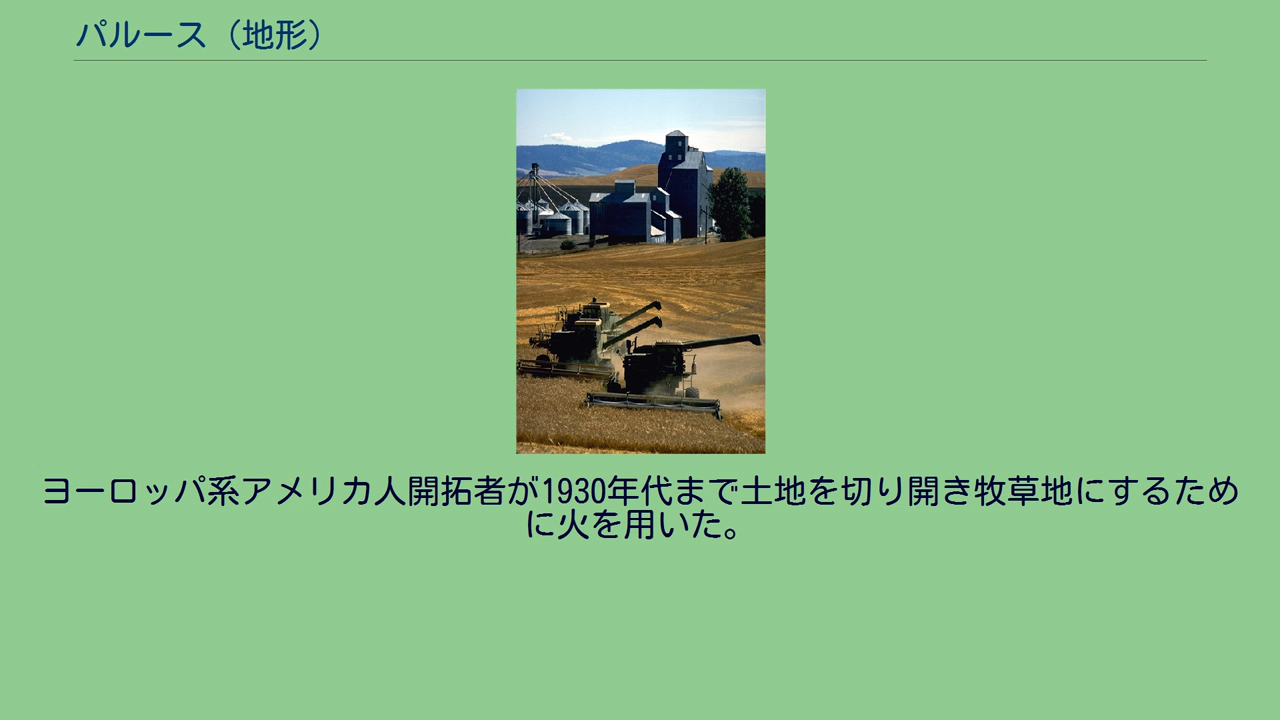 パルース（地形）
ヨーロッパ系アメリカ人開拓者が1930年代まで土地を切り開き牧草地にするため
に火を用いた。